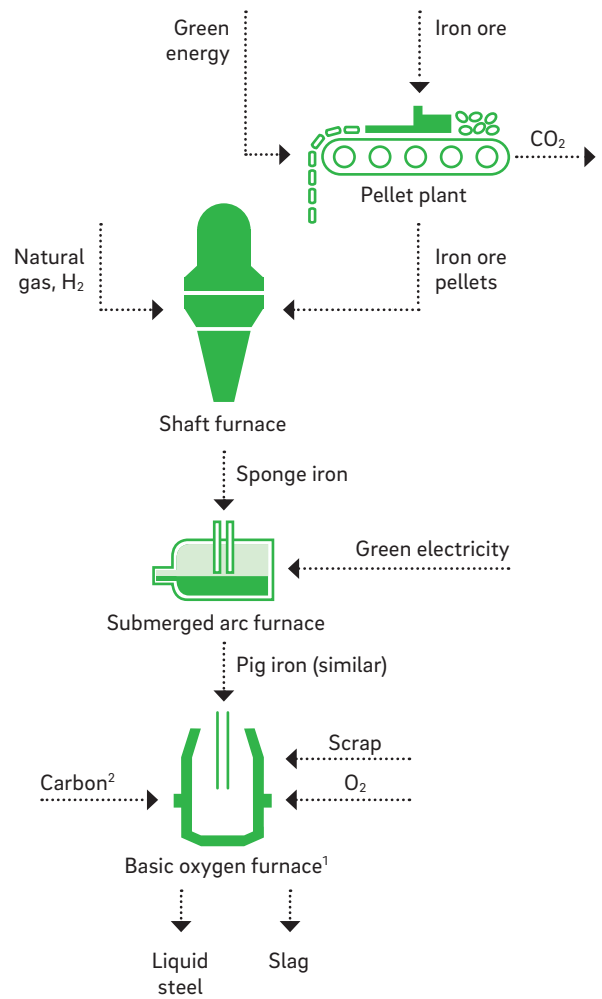 Green
energy
Iron ore
CO₂
Pellet plant
Natural
gas, H₂
Iron ore
pellets
Shaft furnace
Sponge iron
Green electricity
Submerged arc furnace
Pig iron (similar)
Scrap
Carbon²
O₂
Basic oxygen furnace¹
Liquid
steel
Slag